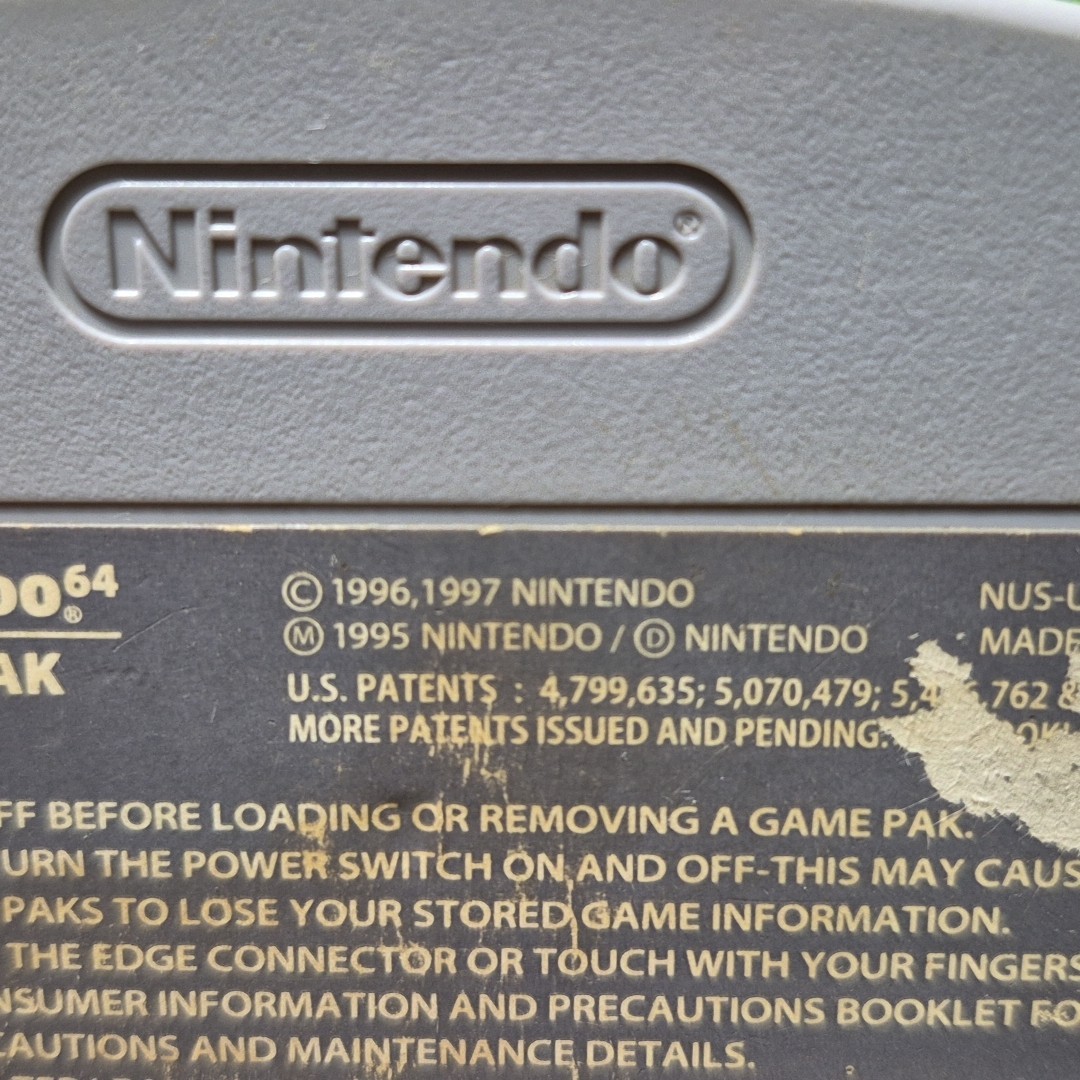 Nintendo®
DO64®
© 1996,1997 NINTENDO
NUS-U
Ⓜ 1995 NINTENDO / Ⓓ NINTENDO
MADE
AK
U.S. PATENTS : 4,799,635; 5,070,479; 762 &
MORE PATENTS ISSUED AND PENDING.
FF BEFORE LOADING OR REMOVING A GAME PAK.
URN THE POWER SWITCH ON AND OFF-THIS MAY CAUS
PAKS TO LOSE YOUR STORED GAME INFORMATION.
THE EDGE CONNECTOR OR TOUCH WITH YOUR FINGERS
NSUMER INFORMATION AND PRECAUTIONS BOOKLET FO
CAUTIONS AND MAINTENANCE DETAILS.